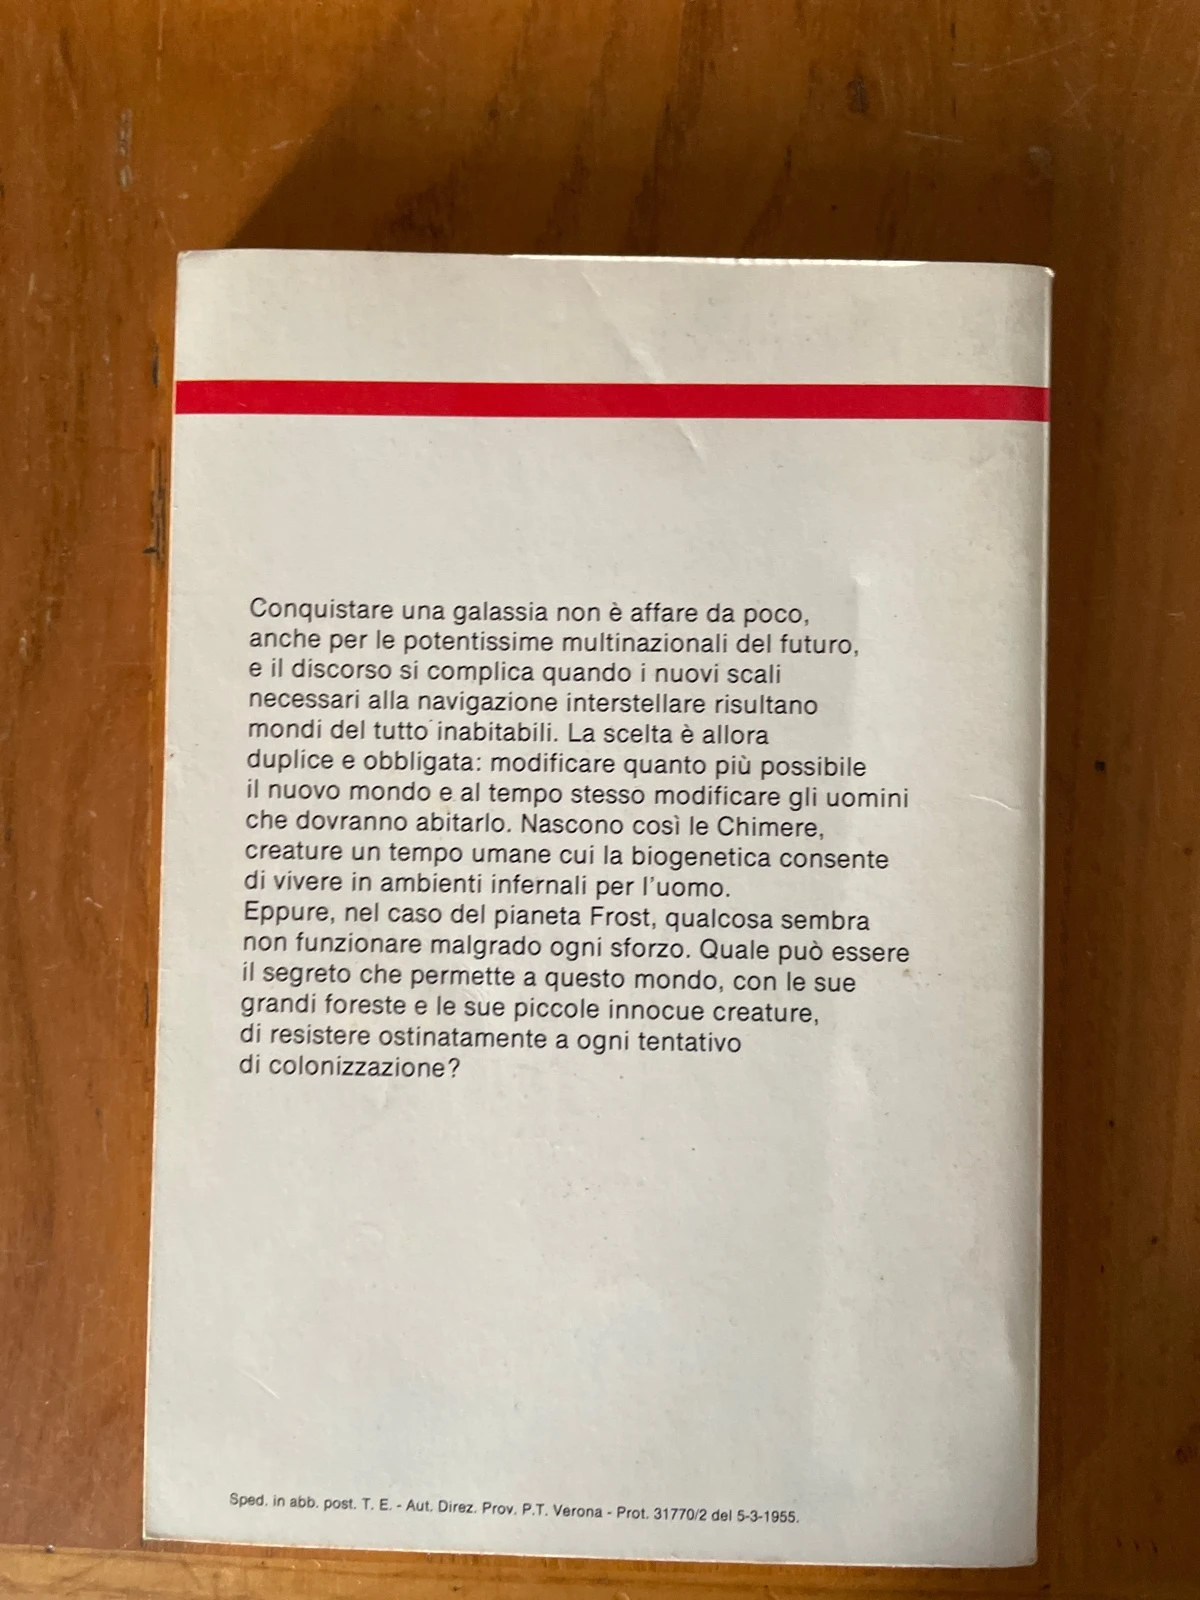 Conquistare una galassia non è affare da poco,
anche per le potentissime multinazionali del futuro,
e il discorso si complica quando i nuovi scali
necessari alla navigazione interstellare risultano
mondi del tutto inabitabili. La scelta è allora
duplice e obbligata: modificare quanto più possibile
il nuovo mondo e al tempo stesso modificare gli uomini
che dovranno abitarlo. Nascono così le Chimere,
creature un tempo umane cui la biogenetica consente
di vivere in ambienti infernali per l'uomo.
Eppure, nel caso del pianeta Frost, qualcosa sembra
non funzionare malgrado ogni sforzo. Quale può essere
il segreto che permette a questo mondo, con le sue
grandi foreste e le sue piccole innocue creature,
di resistere ostinatamente a ogni tentativo
di colonizzazione?
Sped. in abb. post. T. E. - Aut. Direz. Prov. P.T. Verona - Prot. 31770/2 del 5-3-1955.